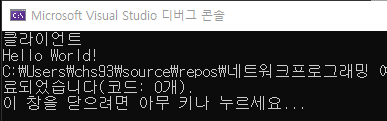 Microsoft Visual Studio 디버그 콘솔
클라이언트
Hello World!
C:\Users\chs93\source\repos\네트워크프로그래밍 예
료되었습니다(코드: 0개).
이 창을 닫으려면 아무 키나 누르세요...